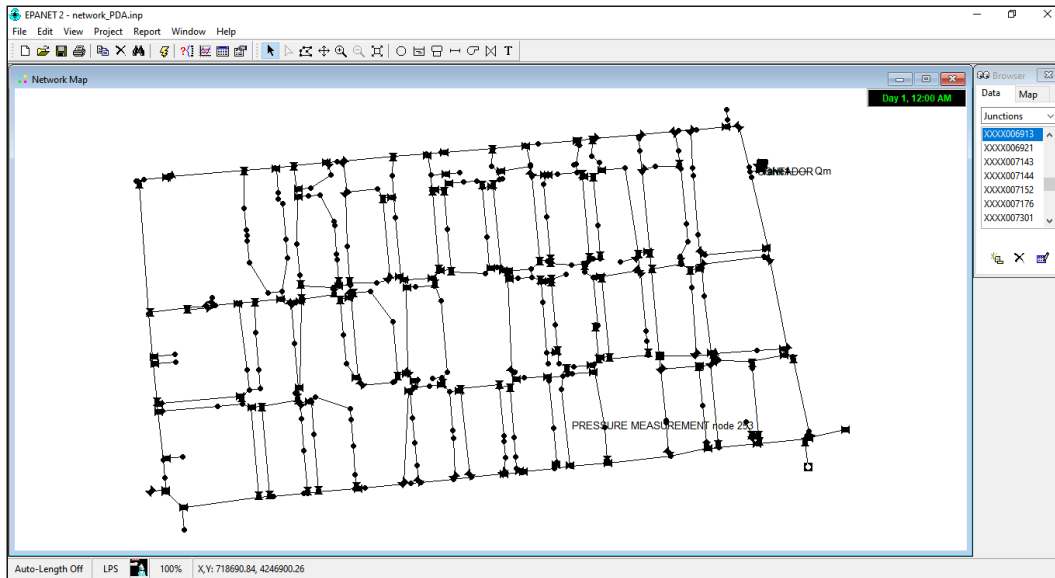 EPANET 2 - network_PDA.inp
File Edit View Project Report Window Help
T
Network Map
Day 1, 12:00 AM
Qm
PRESSURE MEASUREMENT node 253
Browser
Data Map
Junctions
XXXX006913
XXXX006921
XXXX007143
XXXX007144
XXXX007152
XXXX007176
XXXX007301
Auto-Length Off LPS 100% X,Y: 718690.84, 4246900.26